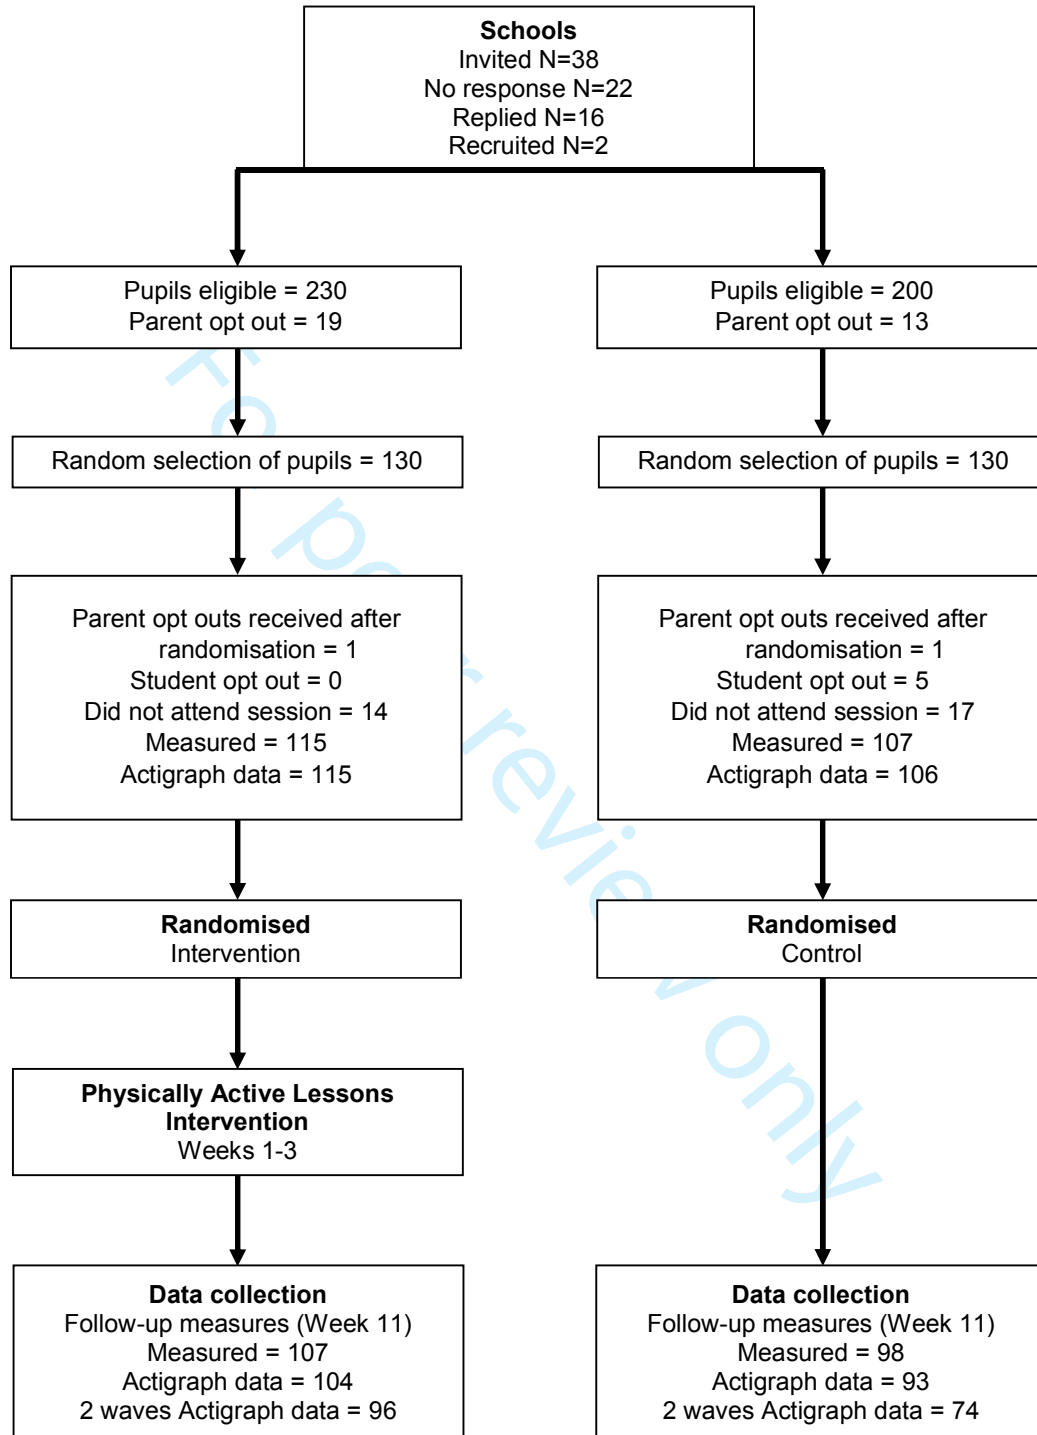 Schools
Invited N=38
No response N=22
Replied N=16
Recruited N=2
Pupils eligible = 230
Parent opt out = 19
Pupils eligible = 200
Parent opt out = 13
Random selection of pupils = 130
Random selection of pupils = 130
Parent opt outs received after
randomisation = 1
Student opt out = 0
Did not attend session = 14
Measured = 115
Actigraph data = 115
Parent opt outs received after
randomisation = 1
Student opt out = 5
Did not attend session = 17
Measured = 107
Actigraph data = 106
Randomised
Intervention
Randomised
Control
Physically Active Lessons
Intervention
Weeks 1-3
Data collection
Follow-up measures (Week 11)
Measured = 107
Actigraph data = 104
2 waves Actigraph data = 96
Data collection
Follow-up measures (Week 11)
Measured = 98
Actigraph data = 93
2 waves Actigraph data = 74
For peer review only